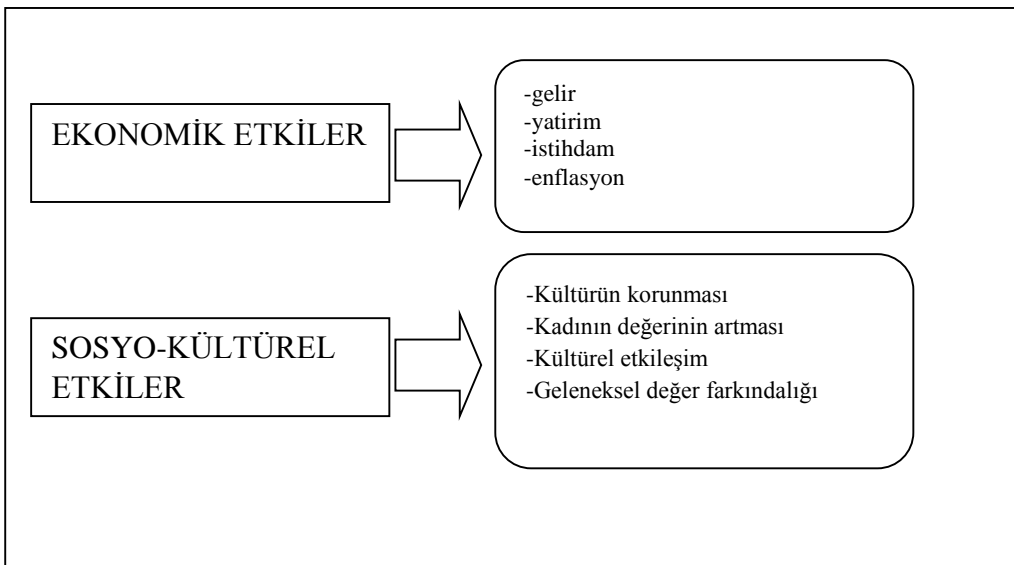 EKONOMİK ETKİLER
-gelir
-yatirim
-istihdam
-enflasyon
SOSYO-KÜLTÜREL
ETKİLER
-Kültürün korunması
-Kadının değerinin artması
-Kültürel etkileşim
-Geleneksel değer farkındalığı